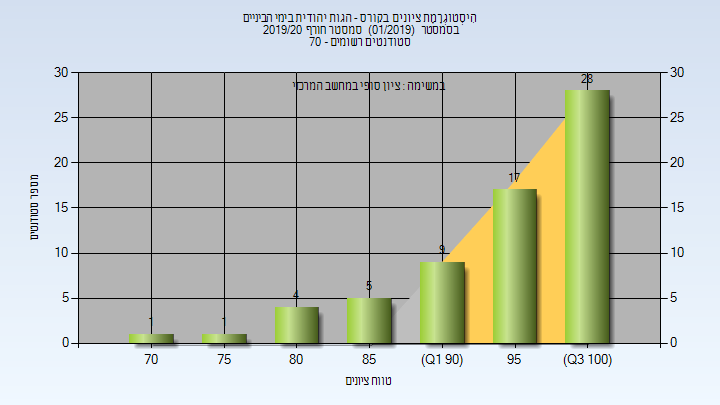 היסטוגרמת ציונים בקורס - הגות יהודית בימי הביניים
בסמסטר (01/2019) סמסטר חורף 2019/20
סטודנטים רשומים - 70
במשימה : ציון סופי במחשב המרכזי
30 30
25 25
20 20
15 15
10 10
5 5
0 0
1 1 4 5 9 17 28
70 75 80 85 (Q1 90) 95 (Q3 100)
מספר סטודנטים
טווח ציונים